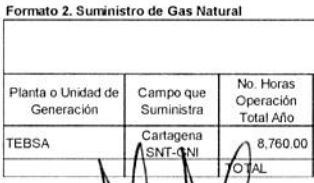 Formato 2. Suministro de Gas Natural
Planta o Unidad de Generación
Campo que Suministra
No. Horas Operación Total Año
TEBSA
Cartagena
SNT-GNI
8,760.00
TOTAL